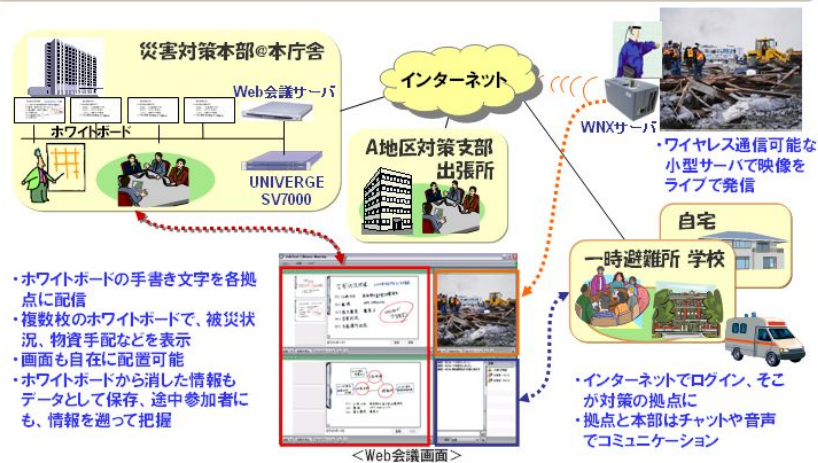 災害対策本部@本庁舎
Web会議サーバ
ホワイトボード
UNIVERGE
SV7000
インターネット
A地区対策支部
出張所
WNXサーバ
・ワイヤレス通信可能な
小型サーバで映像を
ライブで発信
自宅
一時避難所 学校
・ホワイトボードの手書き文字を各拠
点に配信
・複数枚のホワイトボードで、被災状
況、物資手配などを表示
・画面も自在に配置可能
・ホワイトボードから消した情報も
データとして保存、途中参加者に
も、情報を遡って把握
・インターネットでログイン、そこ
が対策の拠点に
・拠点と本部はチャットや音声
でコミュニケーション
＜Web会議画面＞